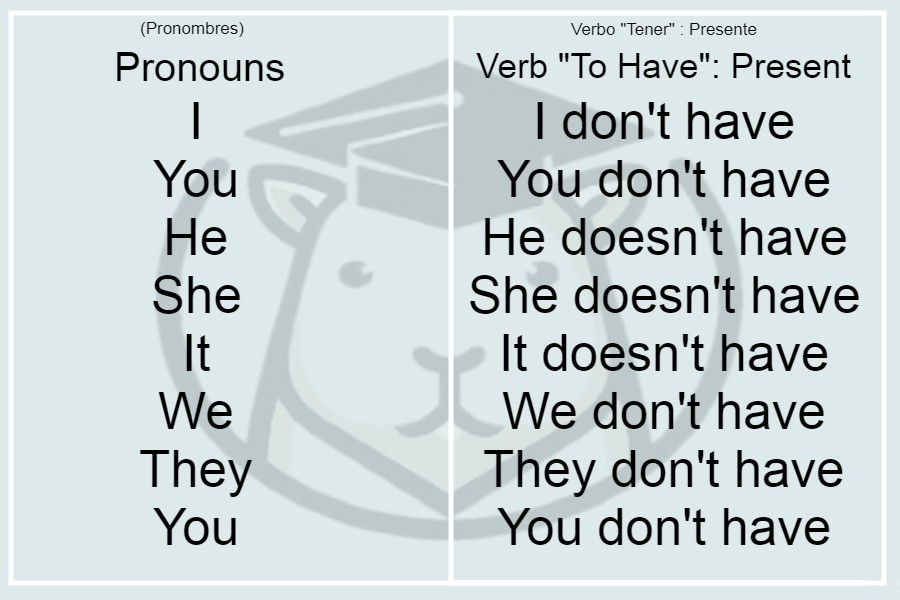 (Pronombres)
Pronouns
I
You
He
She
It
We
They
You
Verbo "Tener" : Presente
Verb "To Have": Present
I don't have
You don't have
He doesn't have
She doesn't have
It doesn't have
We don't have
They don't have
You don't have